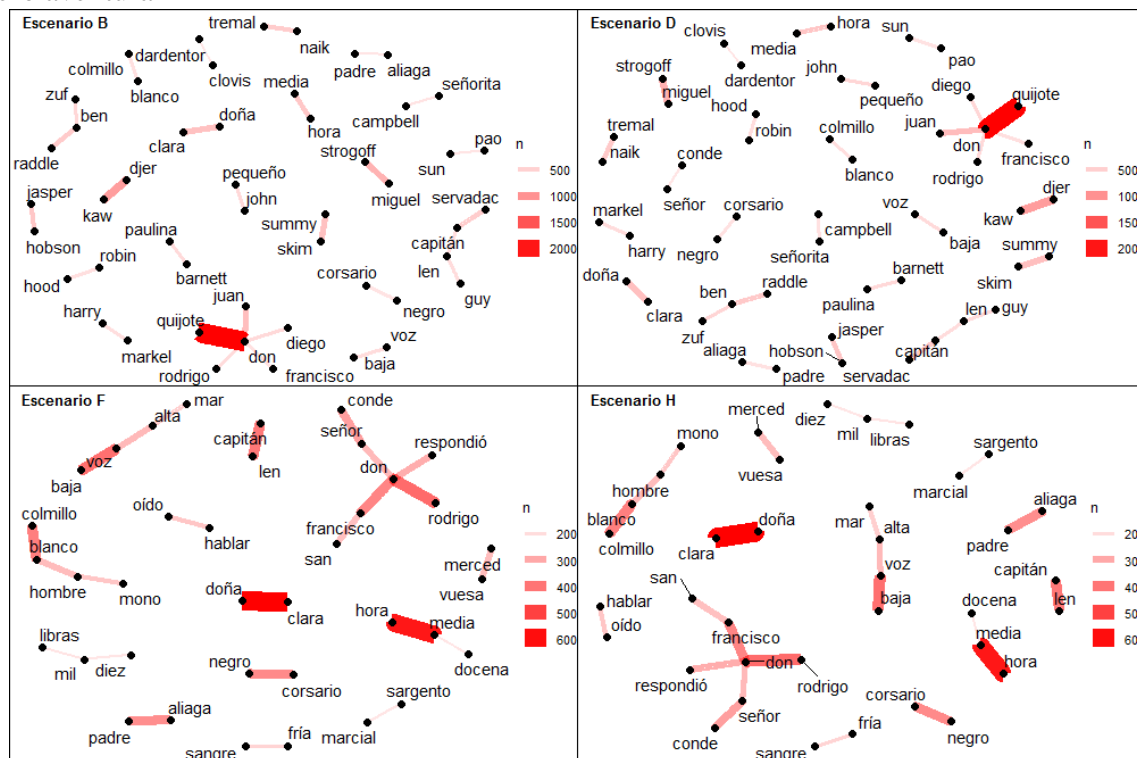 Escenario B
tremal
naik
dardentor
clovis
colmillo
blanco
padre
aliaga
zuf
ben
raddle
media
hora
señorita
campbell
doña
clara
strogoff
miguel
pao
sun
n
500
1000
1500
2000
djer
kaw
pequeño
john
jasper
hobson
summy
skim
servadac
capitán
len
guy
paulina
barnett
robin
hood
corsario
negro
juan
quijote
don
diego
rodrigo
francisco
harry
markel
voz
baja
Escenario D
clovis
dardentor
hora
media
sun
pao
strogoff
miguel
john
pequeño
diego
quijote
juan
don
francisco
rodrigo
hood
robin
tremal
naik
colmillo
blanco
conde
señor
n
500
100
150
200
djer
kaw
markel
harry
corsario
negro
campbell
señorita
voz
baja
summy
skim
doña
clara
ben
raddle
zuf
barnett
paulina
len
guy
capitán
jasper
hobson
servadac
aliaga
padre
Escenario F
mar
alta
voz
baja
capitán
len
conde
señor
respondió
don
rodrigo
francisco
san
colmillo
blanco
hombre
mono
oído
hablar
n
200
300
400
500
600
merced
vuesa
doña
clara
hora
media
docena
libras
mil
diez
negro
corsario
aliaga
padre
sargento
marcial
sangre
fría
Escenario H
diez
mil
libras
merced
vuesa
mono
hombre
blanco
colmillo
sargento
marcial
doña
clara
mar
alta
voz
baja
aliaga
padre
n
20
30
40
50
60
capitán
len
san
francisco
don
rodrigo
respondió
señor
conde
hablar
oído
docena
media
hora
corsario
negro
fría
sangre